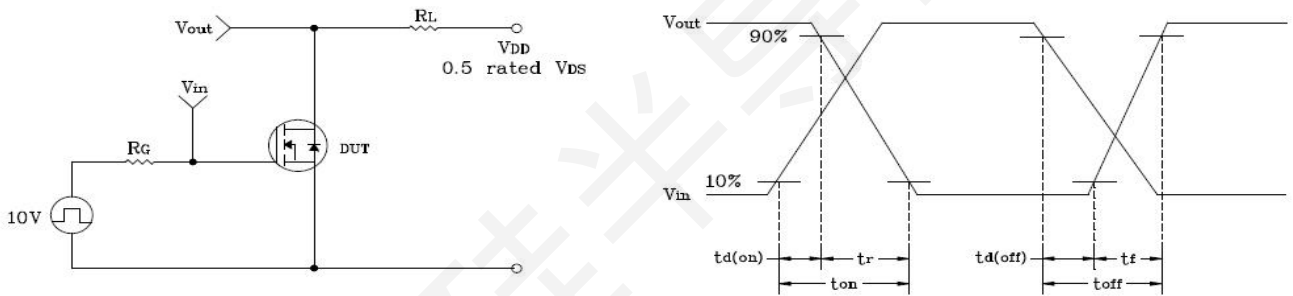 Vout
RL
VDD
0.5 rated VDS
Vin
RG
DUT
10V
Vout
90%
10%
Vin
td(on)
tr
td(off)
tf
ton
toff